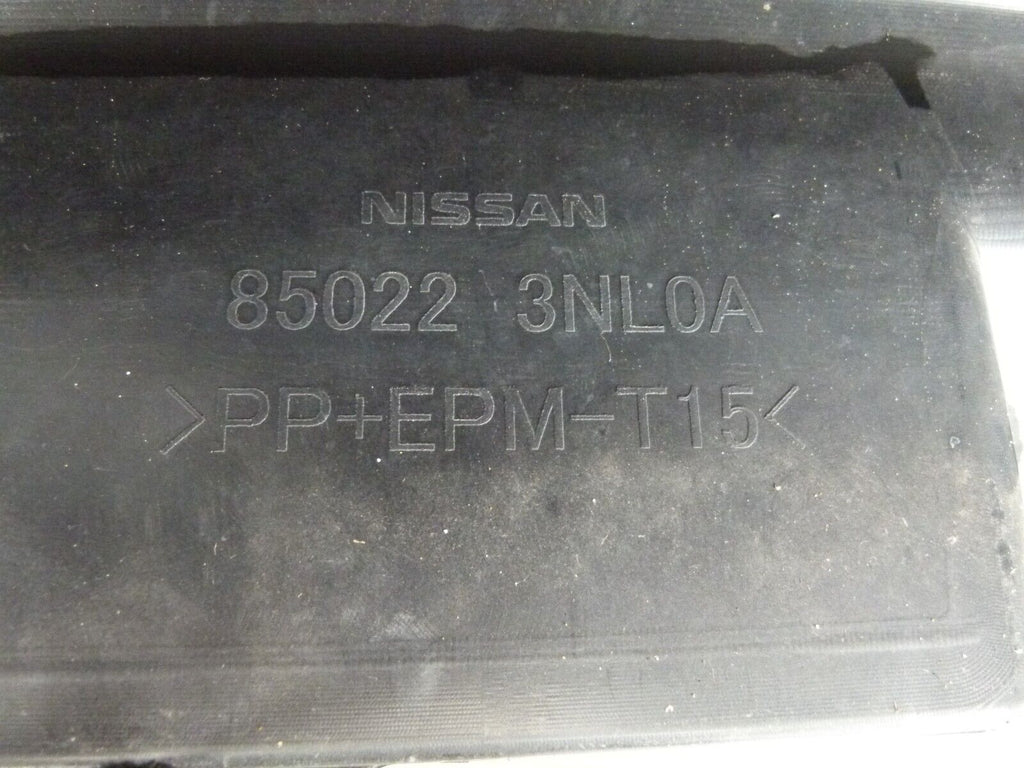 NISSAN
85022 3NL0A
>PP+EPM-T15<